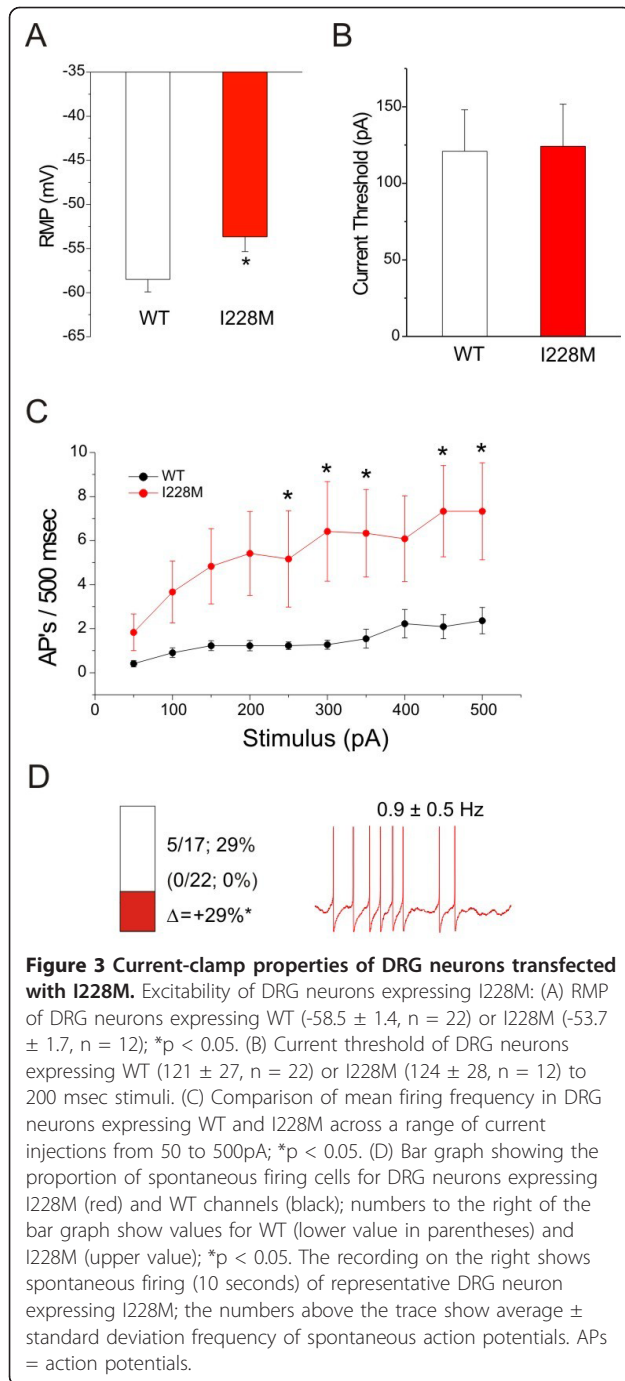 A
B
-35
-40
-45
-50
-55
-60
-65
RMP (mV)
*
WT
I228M
150
100
50
0
Current Threshold (pA)
WT
I228M
C
10
8
6
4
2
0
AP's / 500 msec
WT
I228M
* * * * *
0 100 200 300 400 500
Stimulus (pA)
D
5/17; 29%
(0/22; 0%)
Δ=+29%*
0.9 ± 0.5 Hz
Figure 3 Current-clamp properties of DRG neurons transfected
with I228M. Excitability of DRG neurons expressing I228M: (A) RMP
of DRG neurons expressing WT (-58.5 ± 1.4, n = 22) or I228M (-53.7
± 1.7, n = 12); *p < 0.05. (B) Current threshold of DRG neurons
expressing WT (121 ± 27, n = 22) or I228M (124 ± 28, n = 12) to
200 msec stimuli. (C) Comparison of mean firing frequency in DRG
neurons expressing WT and I228M across a range of current
injections from 50 to 500pA; *p < 0.05. (D) Bar graph showing the
proportion of spontaneous firing cells for DRG neurons expressing
I228M (red) and WT channels (black); numbers to the right of the
bar graph show values for WT (lower value in parentheses) and
I228M (upper value); *p < 0.05. The recording on the right shows
spontaneous firing (10 seconds) of representative DRG neuron
expressing I228M; the numbers above the trace show average ±
standard deviation frequency of spontaneous action potentials. APs
= action potentials.